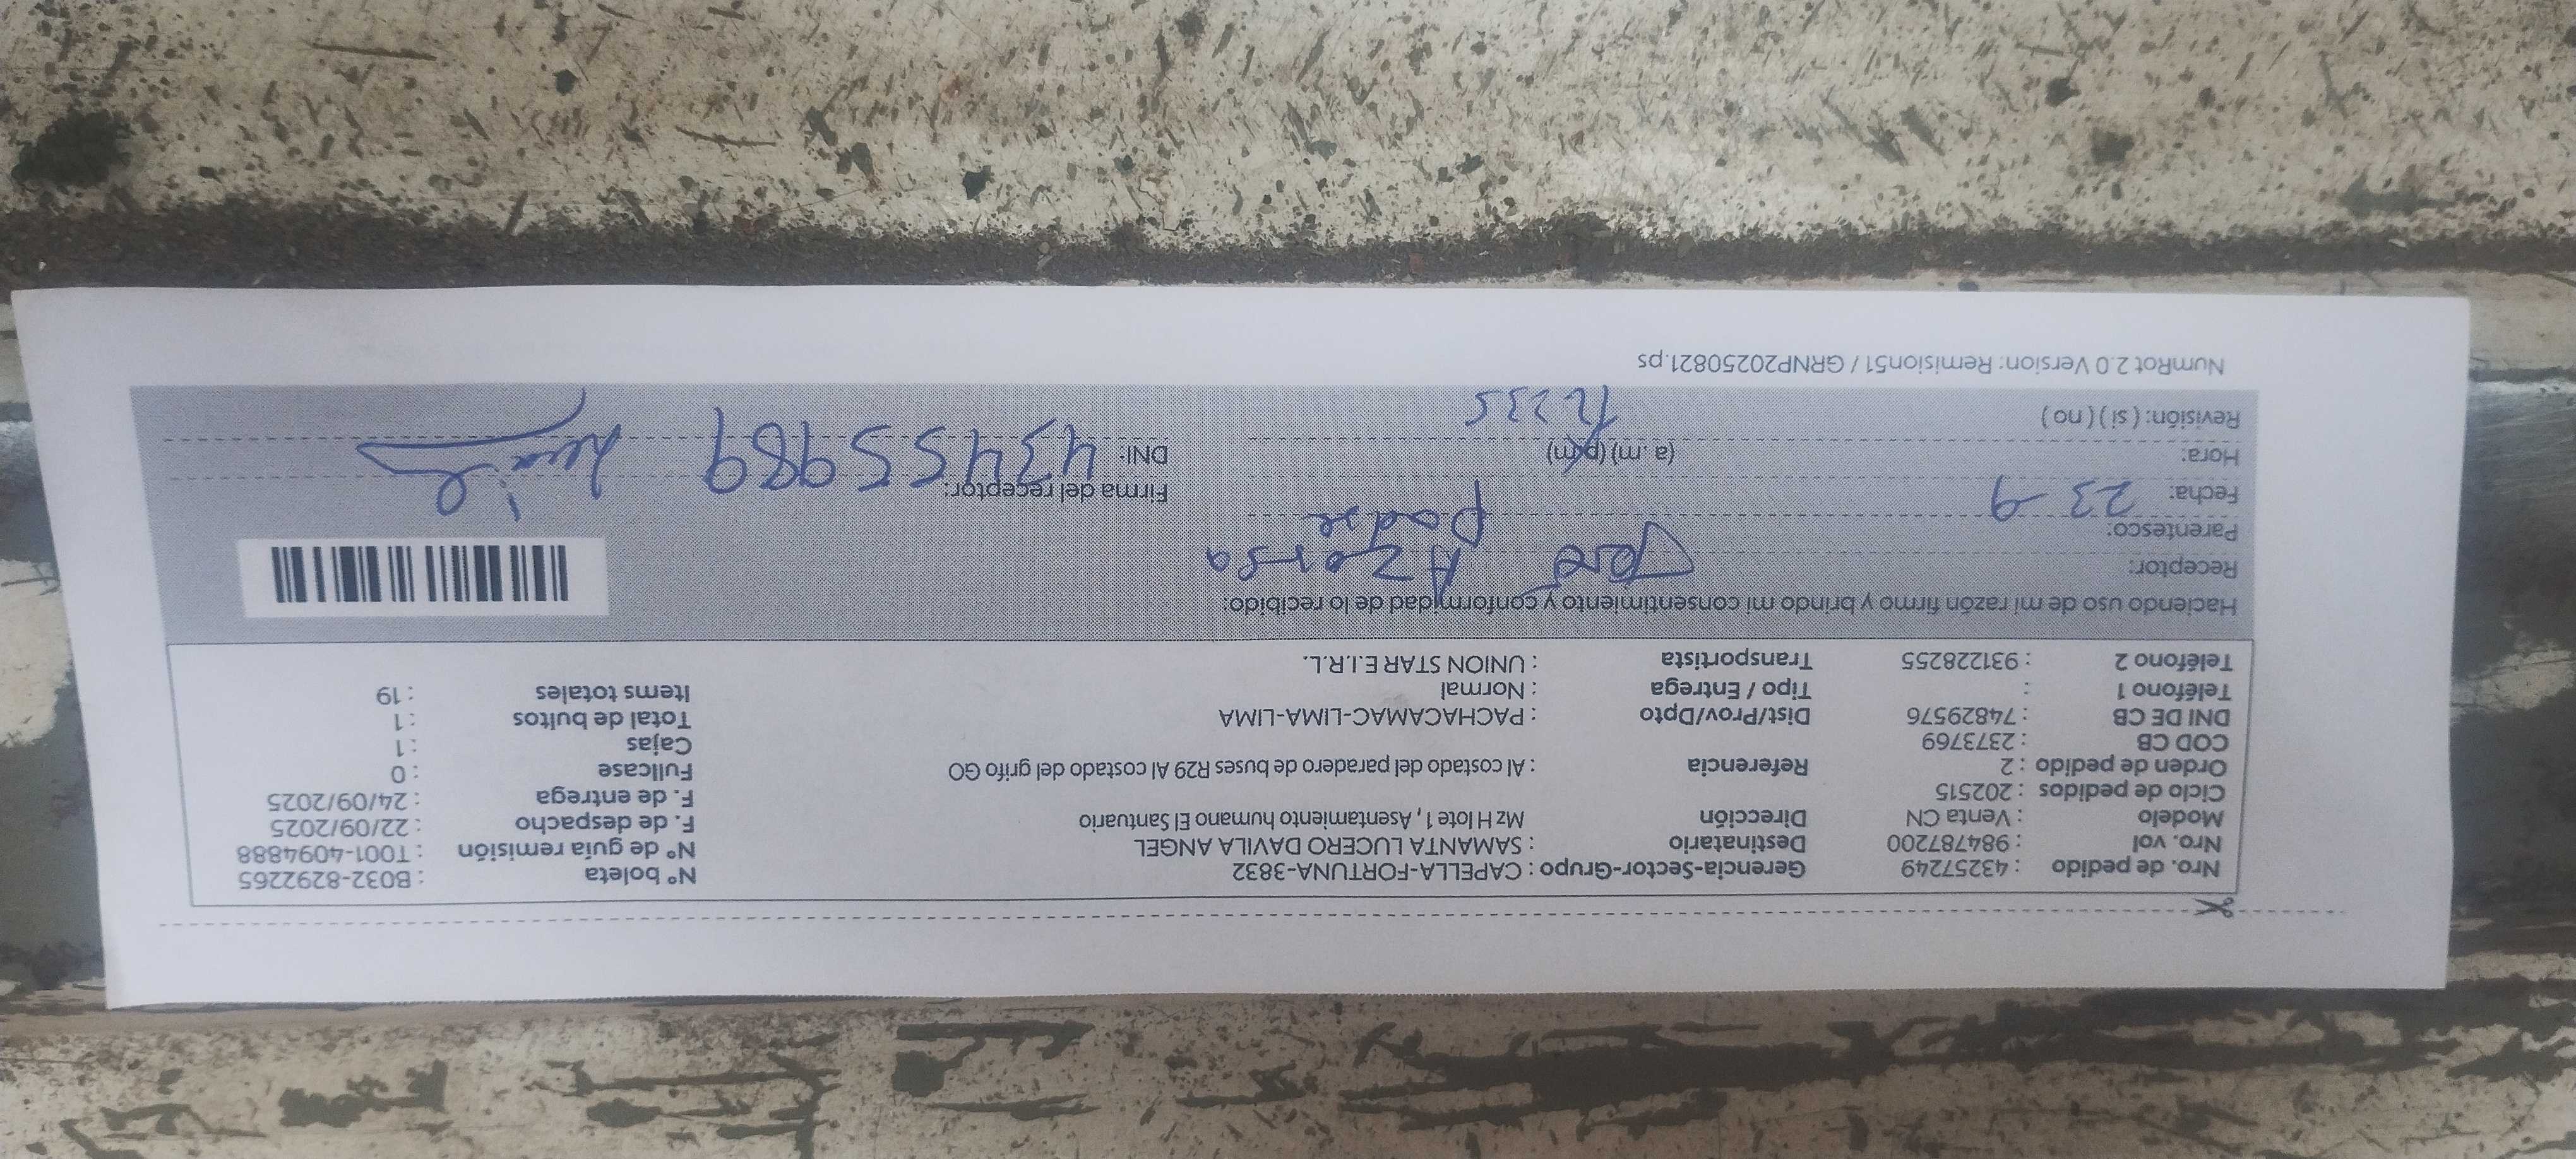 Nro. de pedido : 43257249 Gerencia-Sector-Grupo : CAPELLA-FORTUNA-3832 N° boleta : B032-8292265
Nro. vol : 984787200 Destinatario : SAMANTA LUCERO DAVILA ANGEL N° de guía remisión : T001-4094888
Modelo : Venta CN Dirección Mz H lote 1 , Asentamiento humano El Santuario F. de despacho : 22/09/2025
Ciclo de pedidos : 202515 F. de entrega : 24/09/2025
Orden de pedido : 2 Referencia : Al costado del paradero de buses R29 Al costado del grifo GO Fullcase : 0
COD CB : 2373769 Cajas : 1
DNI DE CB : 74829576 Dist/Prov/Dpto : PACHACAMAC-LIMA-LIMA Total de bultos : 1
Teléfono 1 : Tipo / Entrega : Normal Items totales : 19
Teléfono 2 : 931228255 Transportista : UNION STAR E.I.R.L.
Haciendo uso de mi razón firmo y brindo mi consentimiento y conformidad de lo recibido:
Receptor: José Azorsa
Parentesco: padre
Fecha: 23-9 Firma del receptor:
Hora: (a .m) (p.m) DNI: 43455989
Revisión: ( si ) ( no )
NumRot 2.0 Version: Remision51 / GRNP20250821.ps